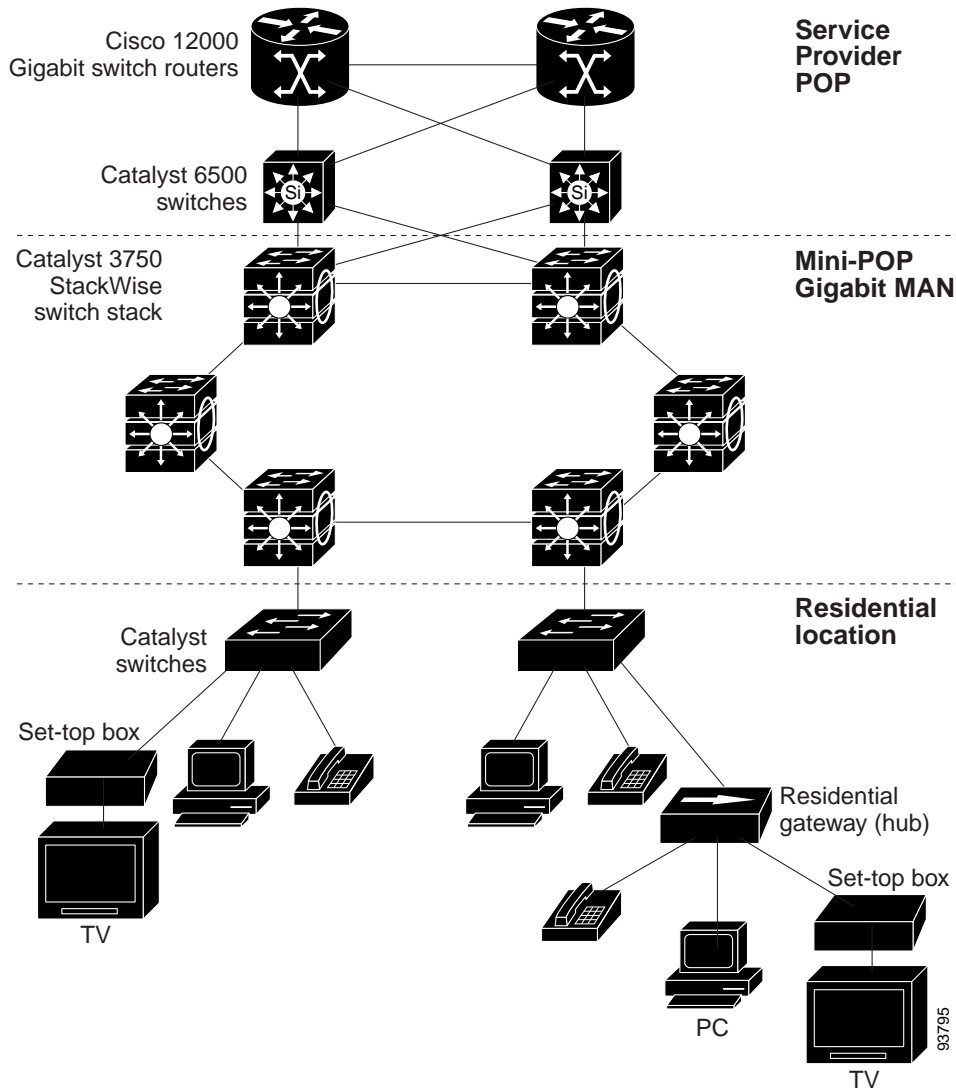 Cisco 12000
Gigabit switch routers
Service
Provider
POP
Catalyst 6500
switches
Si
Si
Catalyst 3750
StackWise
switch stack
Mini-POP
Gigabit MAN
Residential
location
Catalyst
switches
Set-top box
TV
Residential
gateway (hub)
Set-top box
PC
TV
93795